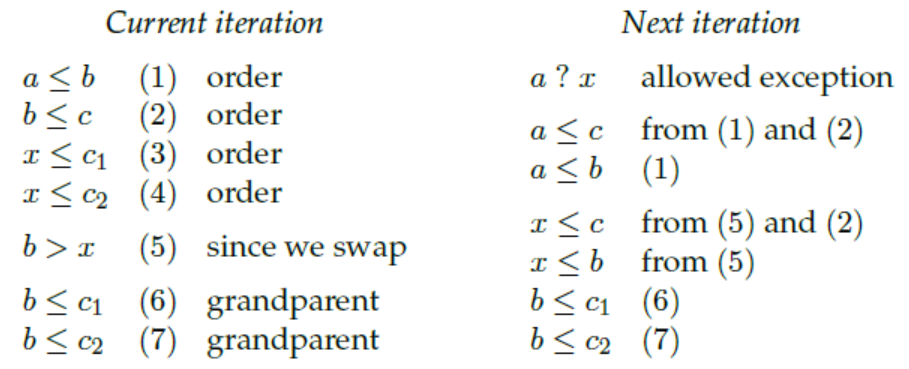 Current iteration
a ≤ b (1) order
b ≤ c (2) order
x ≤ c₁ (3) order
x ≤ c₂ (4) order
b > x (5) since we swap
b ≤ c₁ (6) grandparent
b ≤ c₂ (7) grandparent
Next iteration
a ? x allowed exception
a ≤ c from (1) and (2)
a ≤ b (1)
x ≤ c from (5) and (2)
x ≤ b from (5)
b ≤ c₁ (6)
b ≤ c₂ (7)